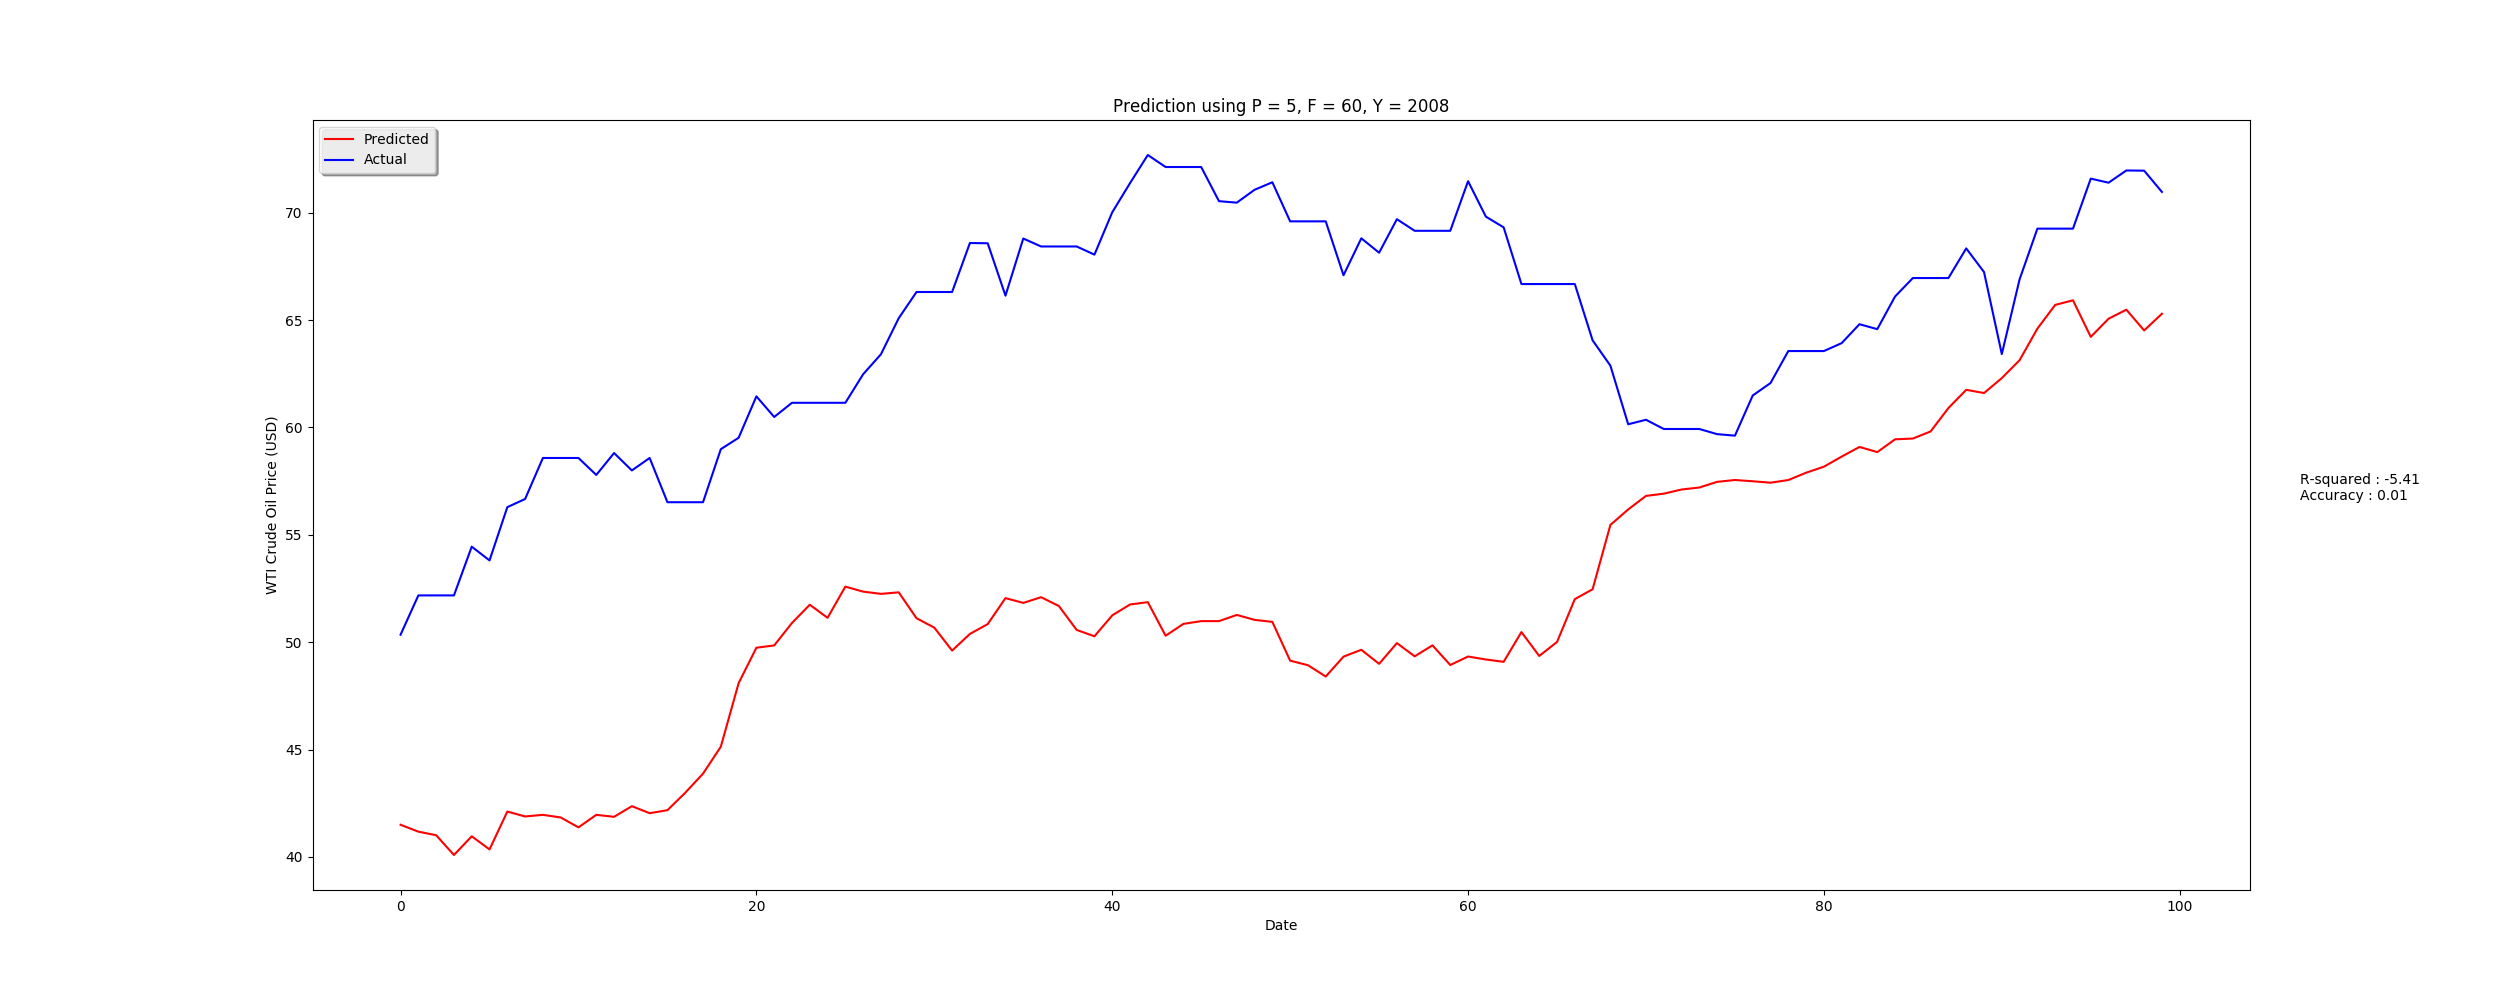 Prediction using P = 5, F = 60, Y = 2008
Predicted
Actual
70
65
60
55
50
45
40
WTI Crude Oil Price (USD)
0 20 40 60 80 100
Date
R-squared : -5.41
Accuracy : 0.01